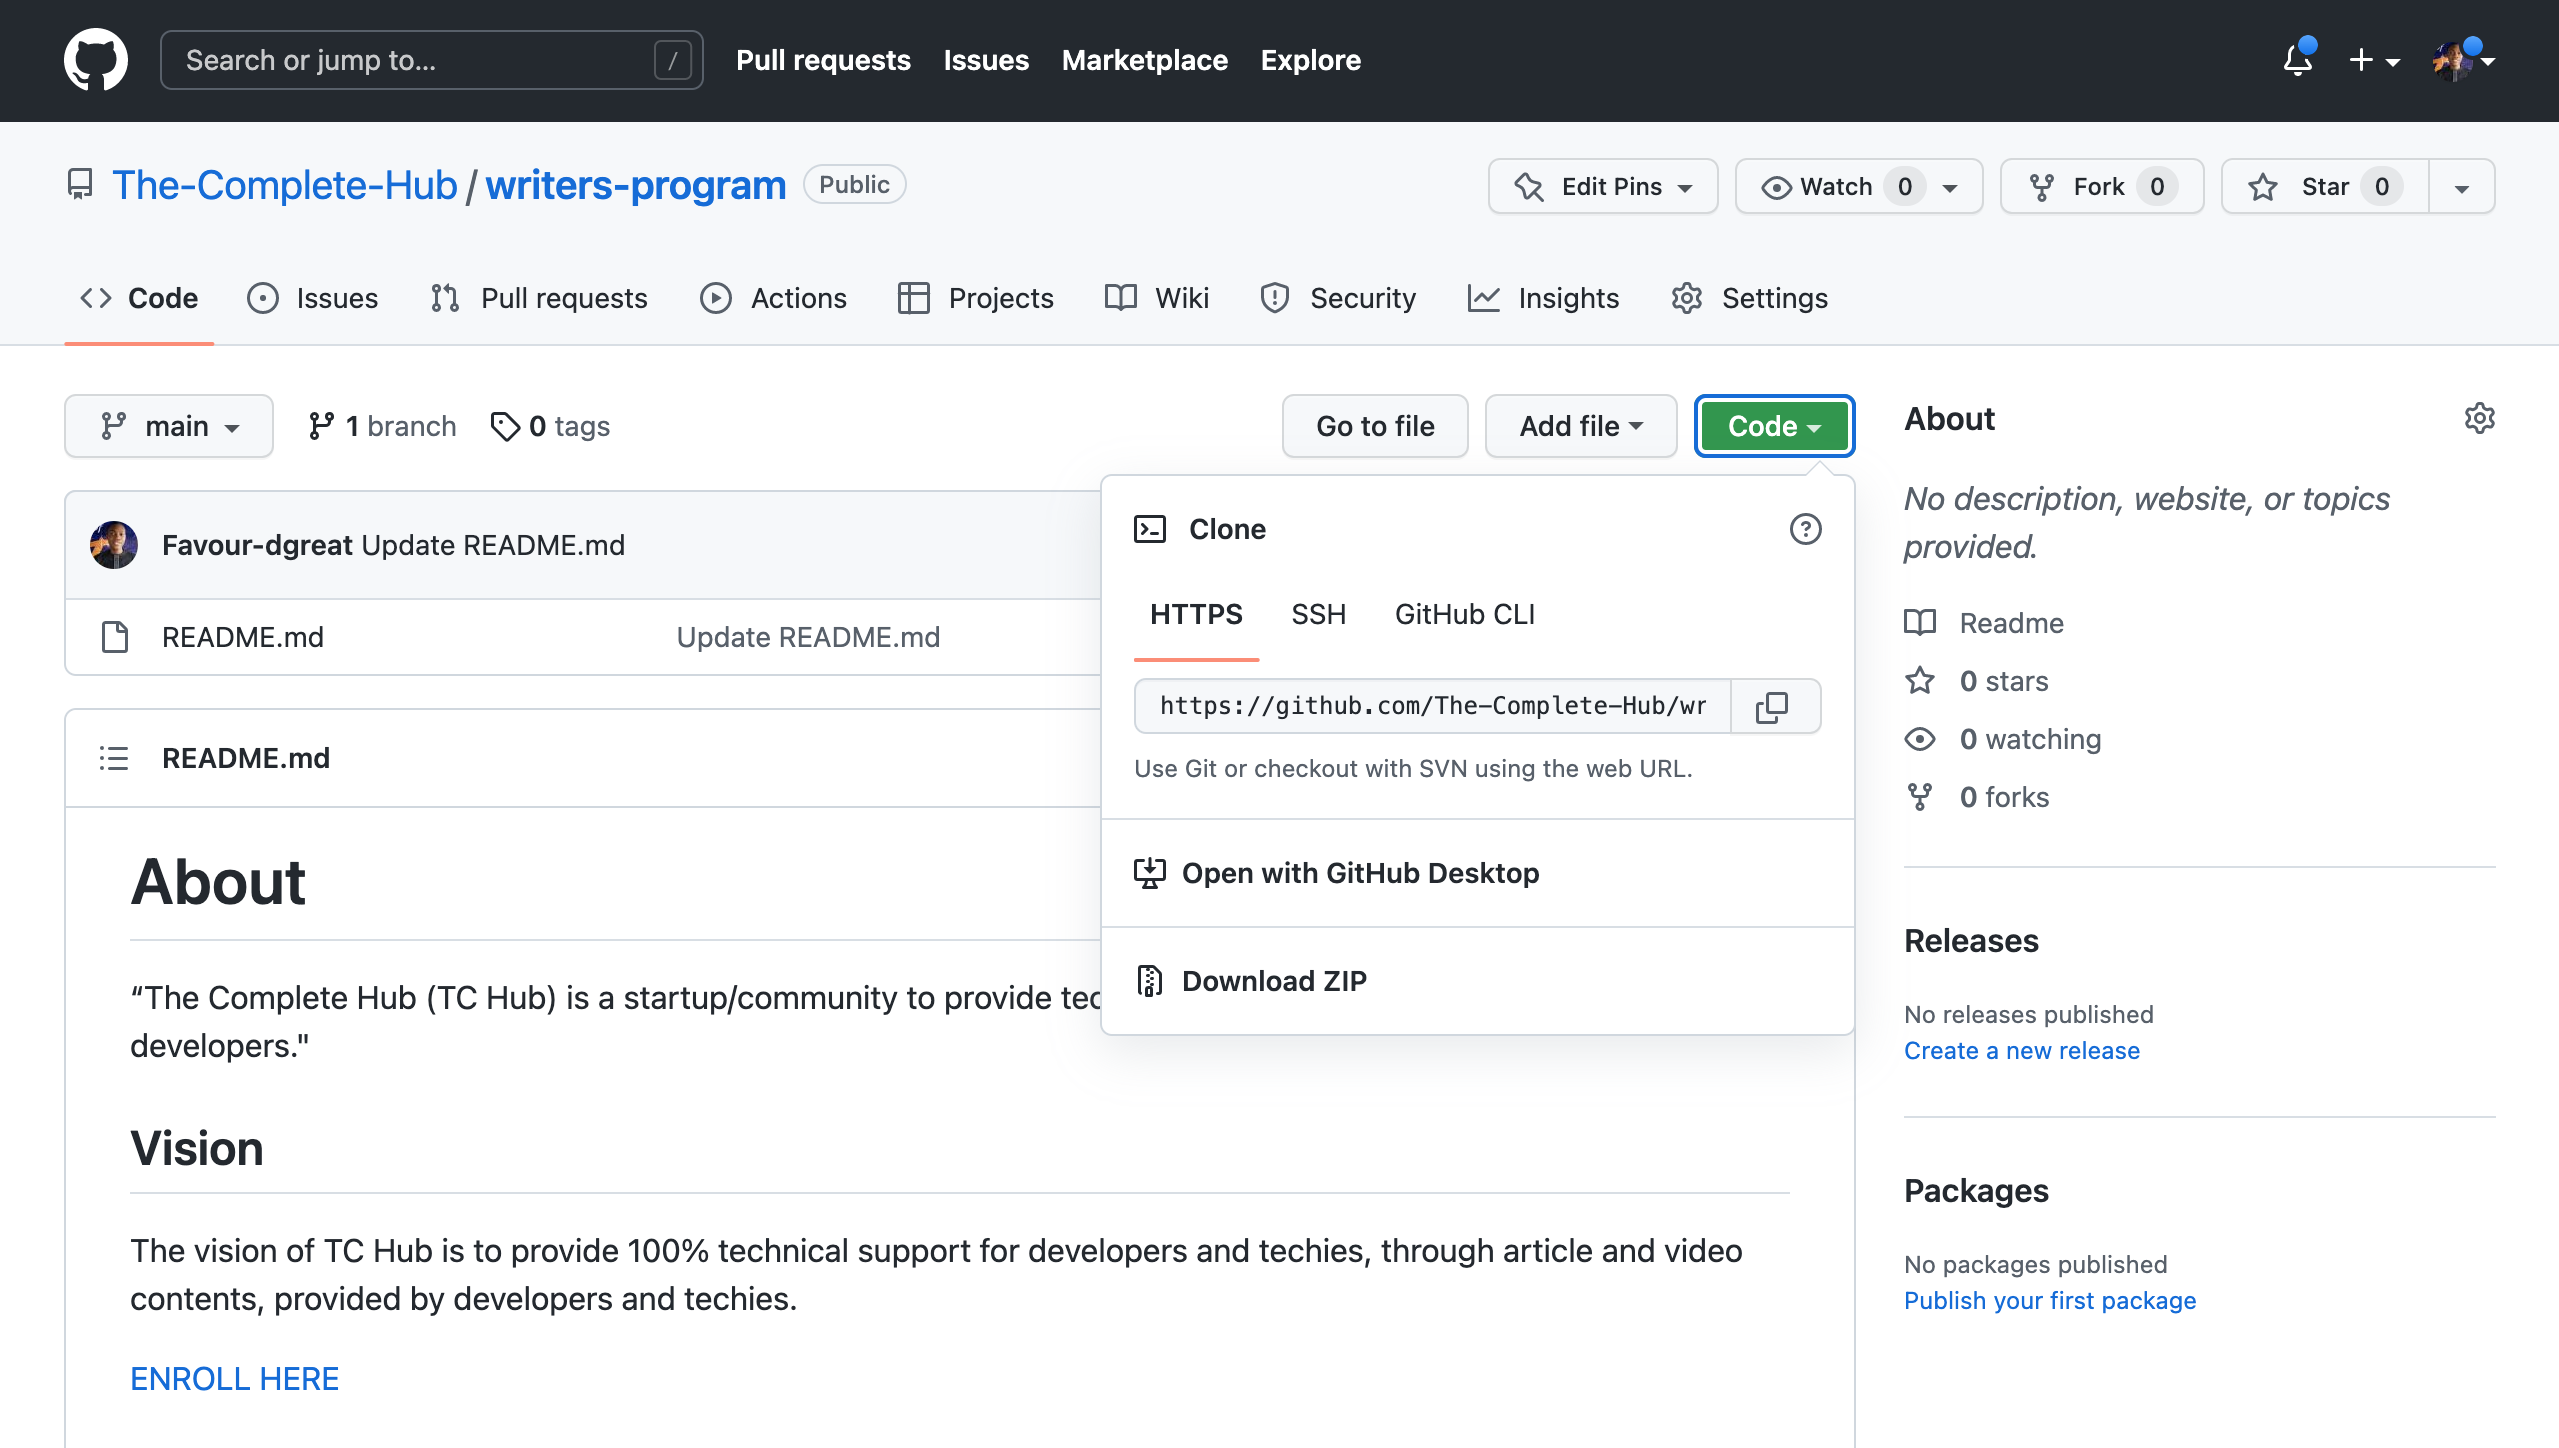 Search or jump to... /
Pull requests Issues Marketplace Explore
The-Complete-Hub / writers-program Public
Edit Pins Watch 0 Fork 0 Star 0
Code Issues Pull requests Actions Projects Wiki Security Insights Settings
main 1 branch 0 tags
Go to file Add file Code
Favour-dgreat Update README.md
README.md Update README.md
README.md
About
“The Complete Hub (TC Hub) is a startup/community to provide tec
developers."
Vision
The vision of TC Hub is to provide 100% technical support for developers and techies, through article and video
contents, provided by developers and techies.
ENROLL HERE
Clone
HTTPS SSH GitHub CLI
https://github.com/The-Complete-Hub/wr
Use Git or checkout with SVN using the web URL.
Open with GitHub Desktop
Download ZIP
About
No description, website, or topics
provided.
Readme
0 stars
0 watching
0 forks
Releases
No releases published
Create a new release
Packages
No packages published
Publish your first package